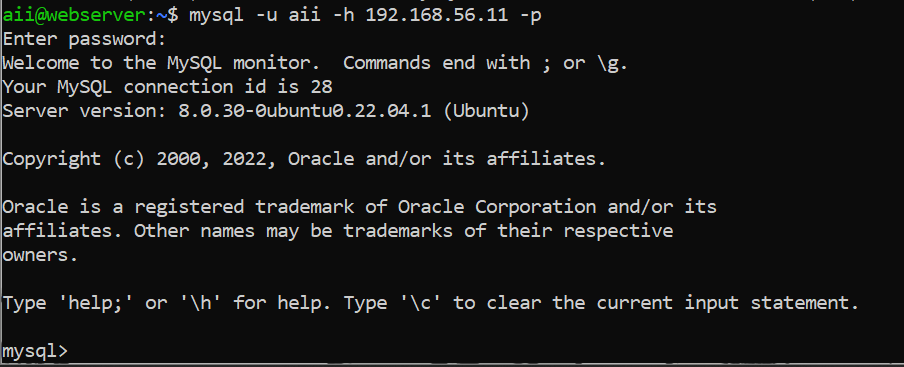 aii@webserver:~$ mysql -u aii -h 192.168.56.11 -p
Enter password:
Welcome to the MySQL monitor.  Commands end with ; or \g.
Your MySQL connection id is 28
Server version: 8.0.30-0ubuntu0.22.04.1 (Ubuntu)

Copyright (c) 2000, 2022, Oracle and/or its affiliates.

Oracle is a registered trademark of Oracle Corporation and/or its
affiliates. Other names may be trademarks of their respective
owners.

Type 'help;' or '\h' for help. Type '\c' to clear the current input statement.

mysql>